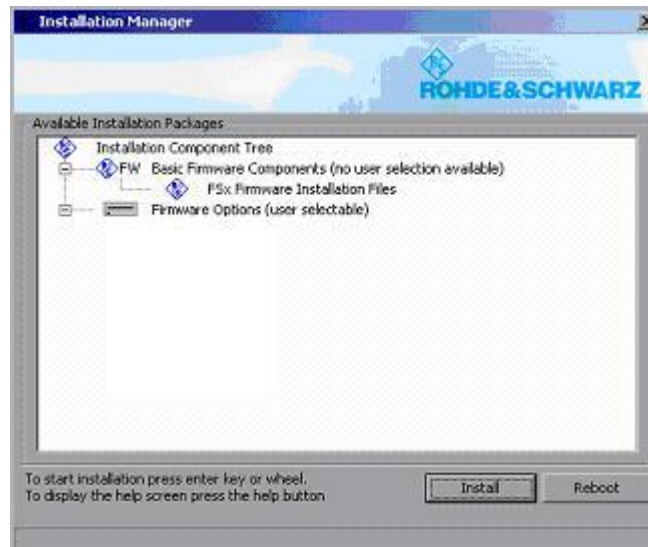 Installation Manager
ROHDE&SCHWARZ
Available Installation Packages
Installation Component Tree
FW Basic Firmware Components (no user selection available)
FSx Firmware Installation Files
Firmware Options (user selectable)
To start installation press enter key or wheel.
To display the help screen press the help button
Install
Reboot